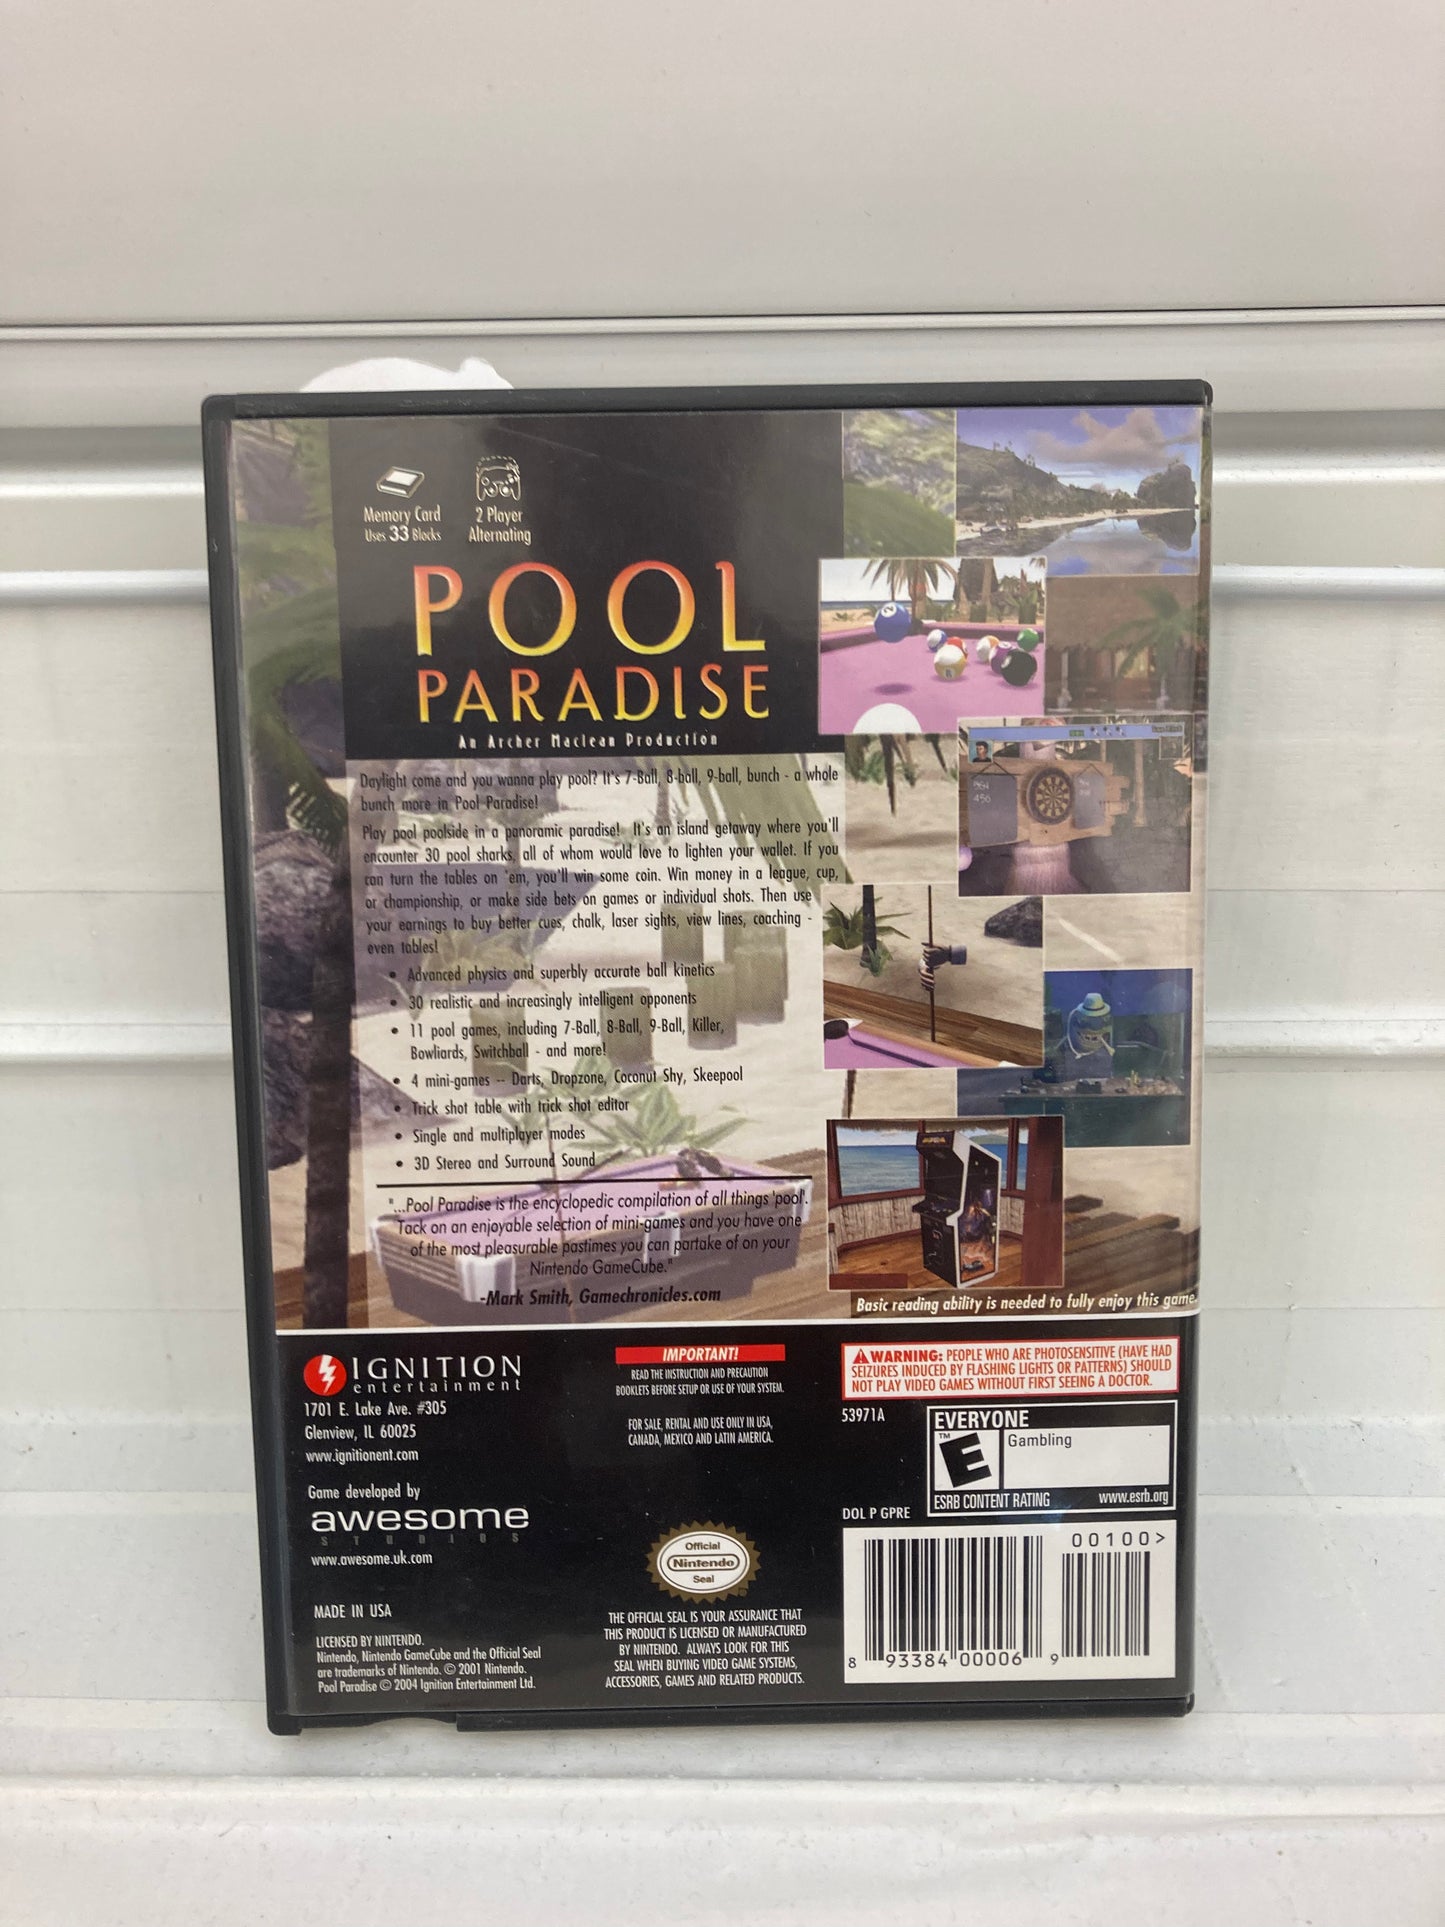 Memory Card
Uses 33 Blocks
2 Player
Alternating
POOL
PARADISE
An Archer Maclean Production
Daylight come and you wanna play pool? It's 7-Ball, 8-ball, 9-ball, bunch - a whole
bunch more in Pool Paradise!
Play pool poolside in a panoramic paradise! It's an island getaway where you'll
encounter 30 pool sharks, all of whom would love to lighten your wallet. If you
can turn the tables on 'em, you'll win some coin. Win money in a league, cup,
or championship, or make side bets on games or individual shots. Then use
your earnings to buy better cues, chalk, laser sights, view lines, coaching -
even tables!
• Advanced physics and superbly accurate ball kinetics
• 30 realistic and increasingly intelligent opponents
• 11 pool games, including 7-Ball, 8-Ball, 9-Ball, Killer,
Bowliards, Switchball - and more!
• 4 mini-games -- Darts, Dropzone, Coconut Shy, Skeepool
• Trick shot table with trick shot editor
• Single and multiplayer modes
• 3D Stereo and Surround Sound
"...Pool Paradise is the encyclopedic compilation of all things 'pool'.
Tack on an enjoyable selection of mini-games and you have one
of the most pleasurable pastimes you can partake of on your
Nintendo GameCube."
-Mark Smith, Gamechronicles.com
Basic reading ability is needed to fully enjoy this game.
IGNITION
entertainment
1701 E. Lake Ave. #305
Glenview, IL 60025
www.ignitionent.com
Game developed by
awesome
STUDIOS
www.awesome.uk.com
MADE IN USA
LICENSED BY NINTENDO.
Nintendo, Nintendo GameCube and the Official Seal
are trademarks of Nintendo. © 2001 Nintendo.
Pool Paradise © 2004 Ignition Entertainment Ltd.
IMPORTANT!
READ THE INSTRUCTION AND PRECAUTION
BOOKLETS BEFORE SETUP OR USE OF YOUR SYSTEM.
FOR SALE, RENTAL AND USE ONLY IN USA,
CANADA, MEXICO AND LATIN AMERICA.
Official
Nintendo
Seal
THE OFFICIAL SEAL IS YOUR ASSURANCE THAT
THIS PRODUCT IS LICENSED OR MANUFACTURED
BY NINTENDO. ALWAYS LOOK FOR THIS
SEAL WHEN BUYING VIDEO GAME SYSTEMS,
ACCESSORIES, GAMES AND RELATED PRODUCTS.
WARNING: PEOPLE WHO ARE PHOTOSENSITIVE (HAVE HAD
SEIZURES INDUCED BY FLASHING LIGHTS OR PATTERNS) SHOULD
NOT PLAY VIDEO GAMES WITHOUT FIRST SEEING A DOCTOR.
53971A
EVERYONE
E™
Gambling
ESRB CONTENT RATING www.esrb.org
DOL P GPRE
00100>
8 93384 00006 9